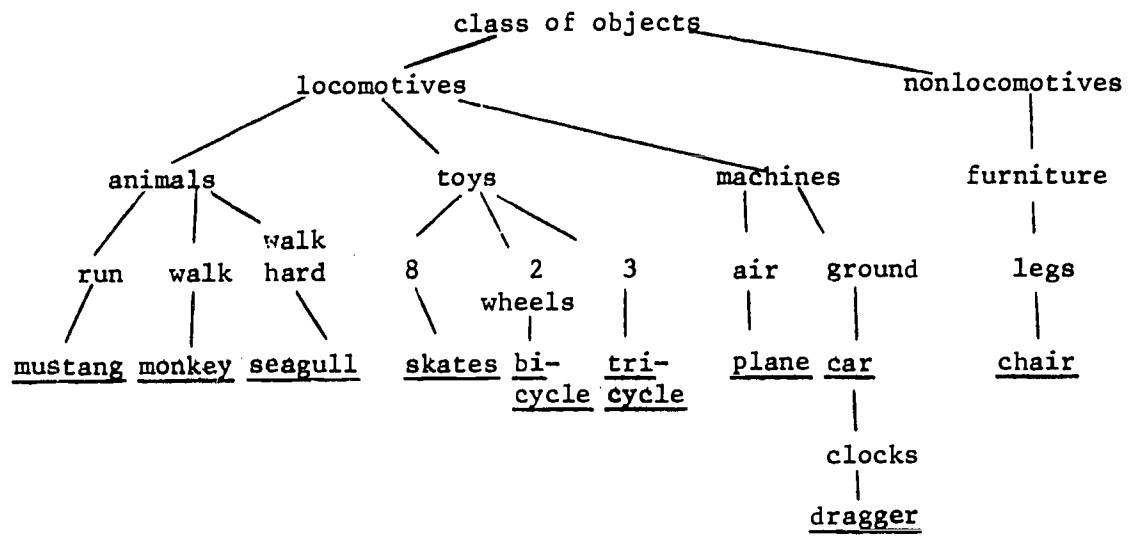 class of objects
locomotives nonlocomotives
animals toys machines furniture
walk
run walk hard 8 2 3 air ground legs
wheels
mustang monkey seagull skates bi- tri- plane car chair
cycle cycle
clocks
dragger